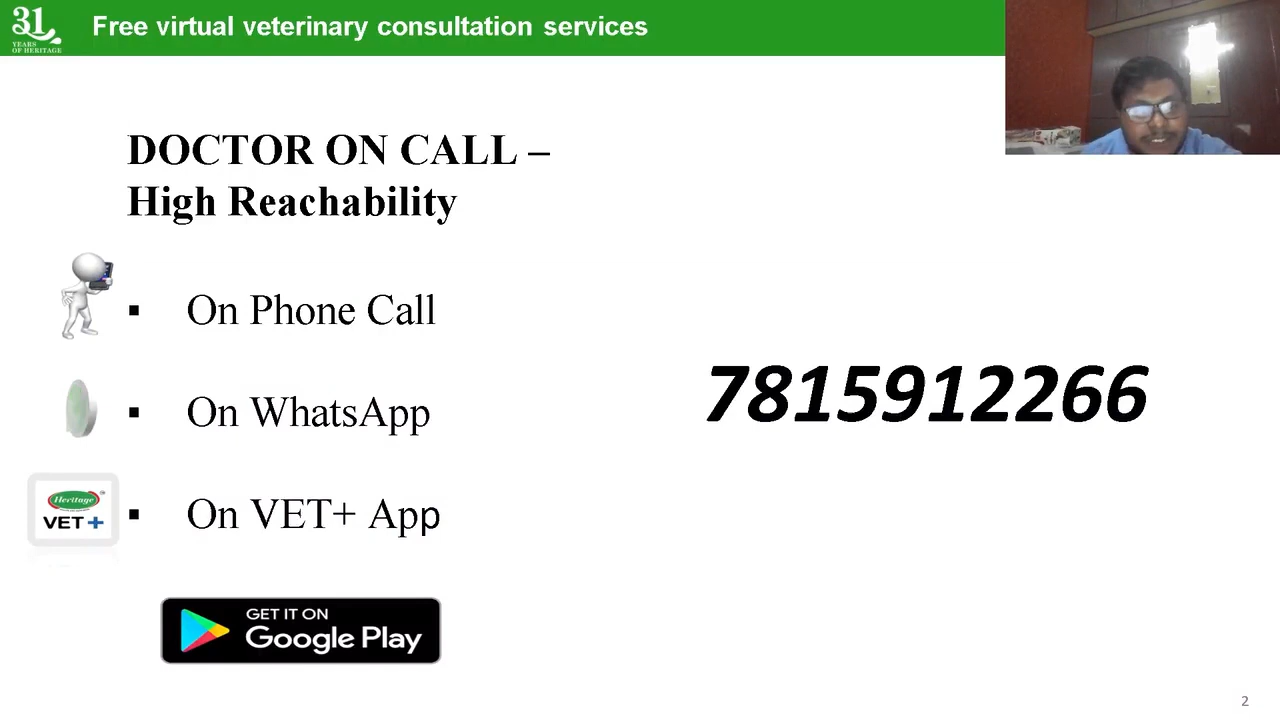 31
YEARS
OF HERITAGE
Free virtual veterinary consultation services
DOCTOR ON CALL –
High Reachability
▪ On Phone Call
▪ On WhatsApp
7815912266
Heritage
VET +
▪ On VET+ App
GET IT ON
Google Play
2